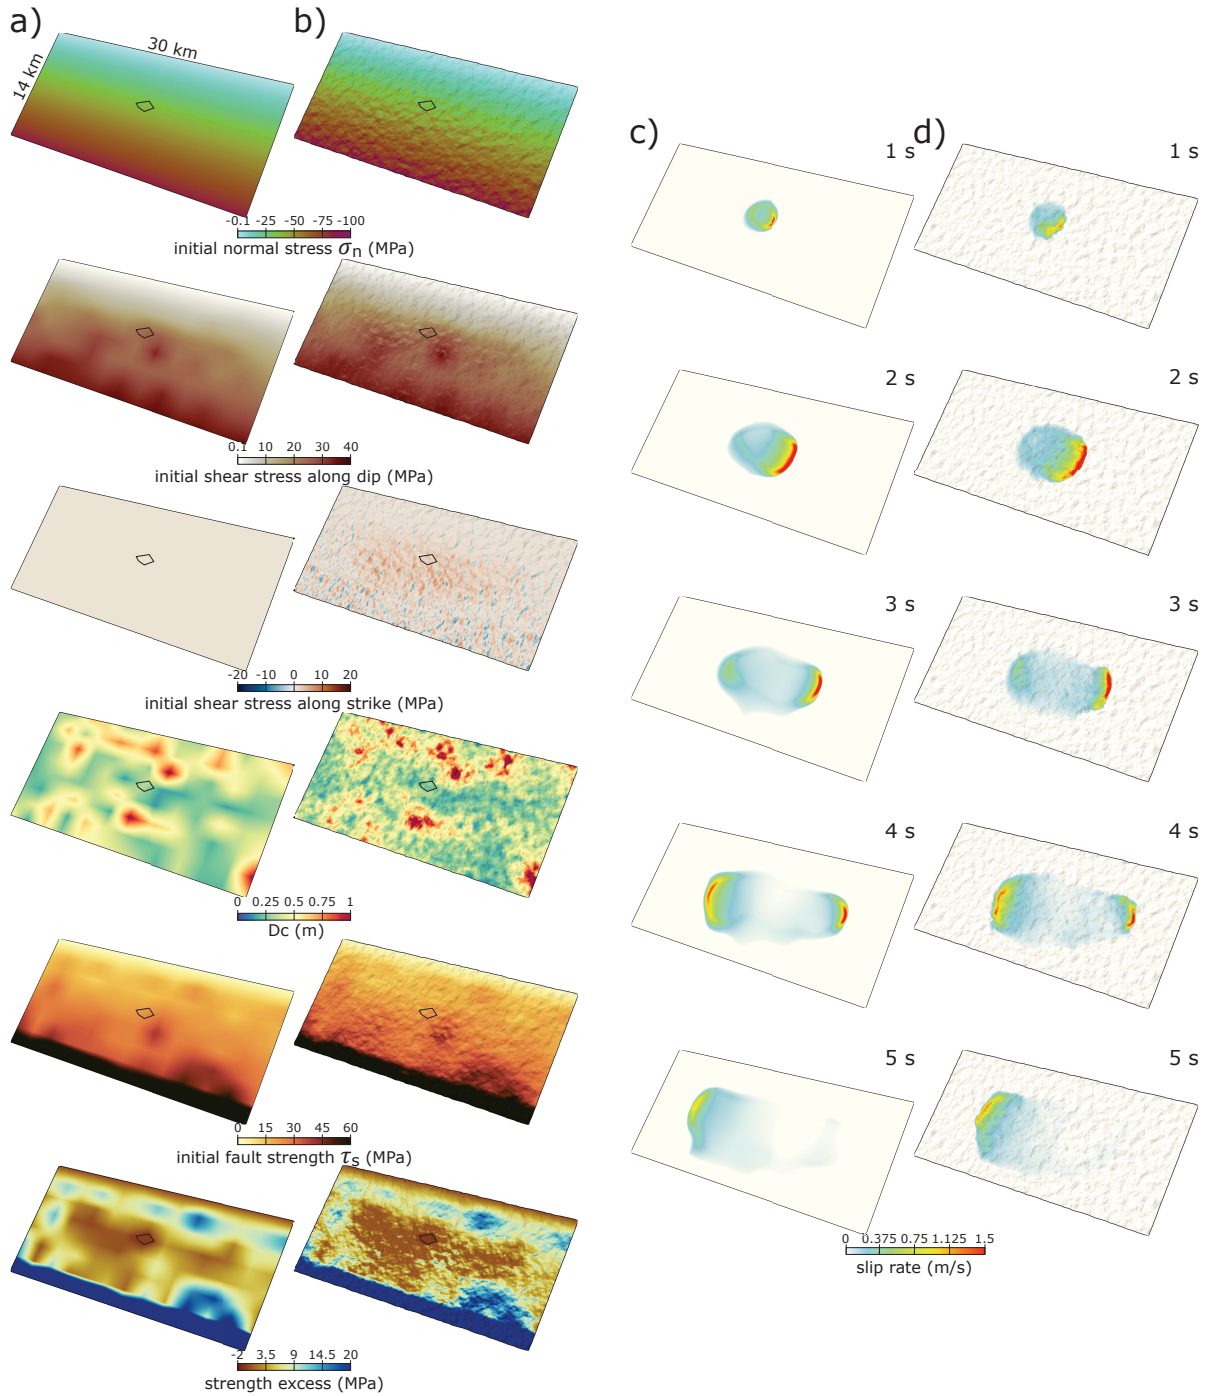 a)
b)
30 km
14 km
-0.1 -25 -50 -75 -100
initial normal stress σn (MPa)
0.1 10 20 30 40
initial shear stress along dip (MPa)
-20 -10 0 10 20
initial shear stress along strike (MPa)
0 0.25 0.5 0.75 1
Dc (m)
0 15 30 45 60
initial fault strength τs (MPa)
-2 3.5 9 14.5 20
strength excess (MPa)
c)
d)
1 s
1 s
2 s
2 s
3 s
3 s
4 s
4 s
5 s
5 s
0 0.375 0.75 1.125 1.5
slip rate (m/s)